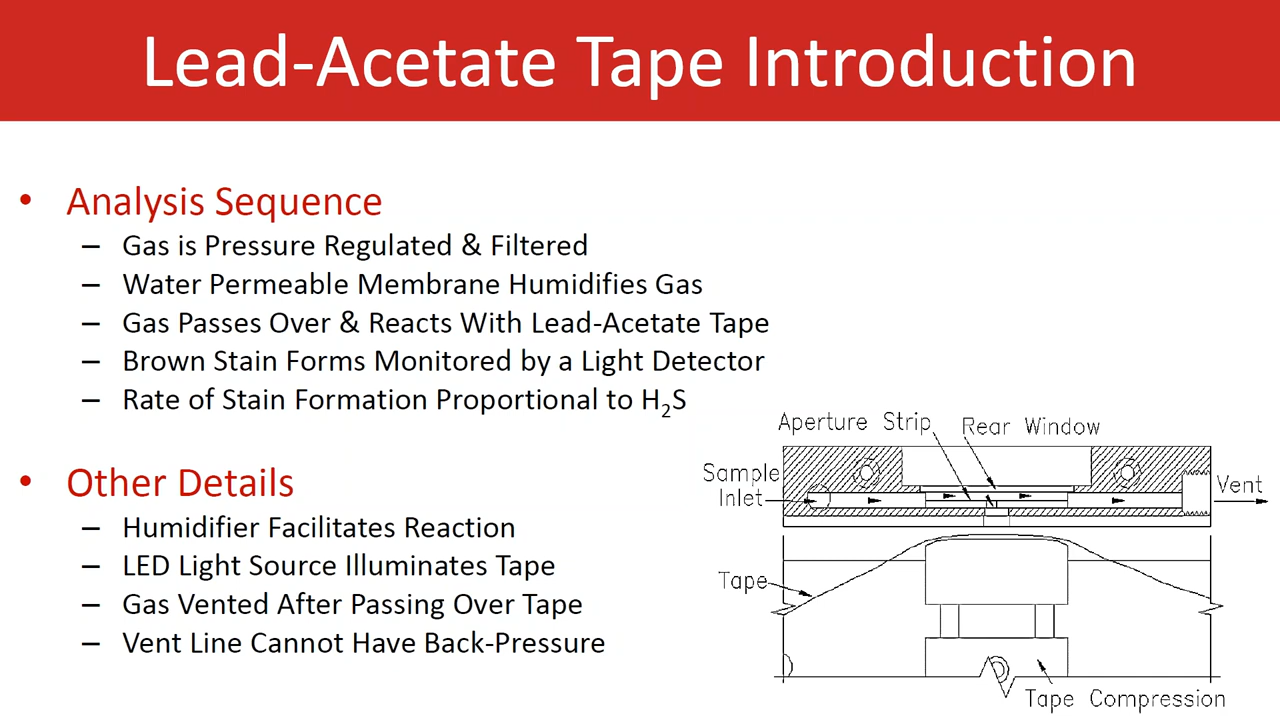 Lead-Acetate Tape Introduction
• Analysis Sequence
– Gas is Pressure Regulated & Filtered
– Water Permeable Membrane Humidifies Gas
– Gas Passes Over & Reacts With Lead-Acetate Tape
– Brown Stain Forms Monitored by a Light Detector
– Rate of Stain Formation Proportional to H₂S
• Other Details
– Humidifier Facilitates Reaction
– LED Light Source Illuminates Tape
– Gas Vented After Passing Over Tape
– Vent Line Cannot Have Back-Pressure
Aperture Strip
Rear Window
Sample
Inlet
Vent
Tape
Tape Compression